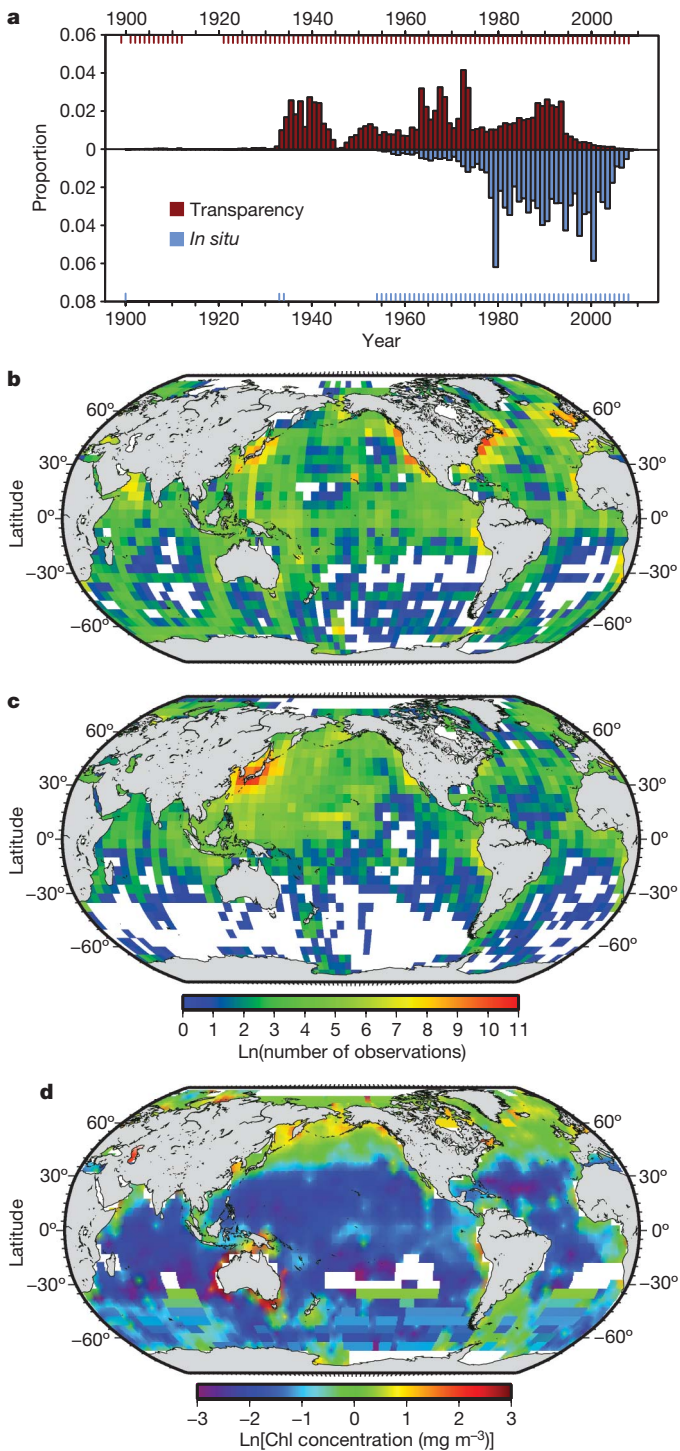 a
1900 1920 1940 1960 1980 2000
0.06
0.04
0.02
0
0.02
0.04
0.06
0.08
Proportion
Transparency
In situ
1900 1920 1940 1960 1980 2000
Year
b
60º 60º
30º 30º
0º 0º
−30º −30º
−60º −60º
Latitude
c
60º 60º
30º 30º
0º 0º
−30º −30º
−60º −60º
Latitude
0 1 2 3 4 5 6 7 8 9 10 11
Ln(number of observations)
d
60º 60º
30º 30º
0º 0º
−30º −30º
−60º −60º
Latitude
−3 −2 −1 0 1 2 3
Ln[Chl concentration (mg m⁻³)]